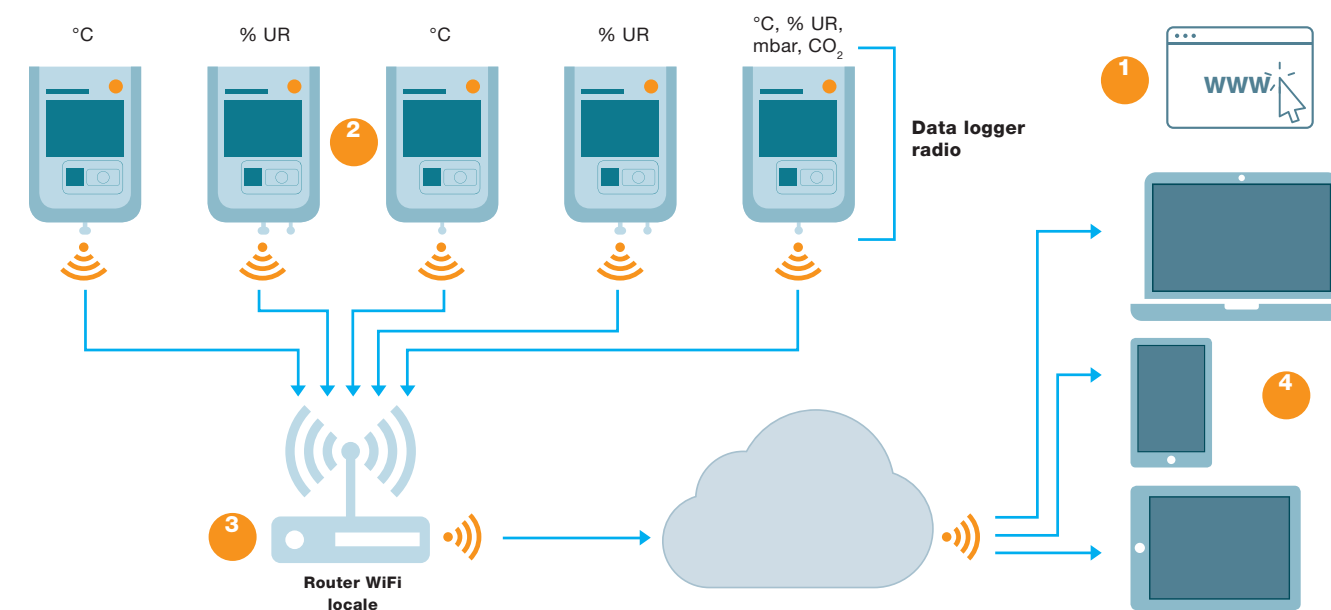 °C
% UR
°C
% UR
°C, % UR,
mbar, CO₂
1
www
2
Data logger
radio
4
3
Router WiFi
locale